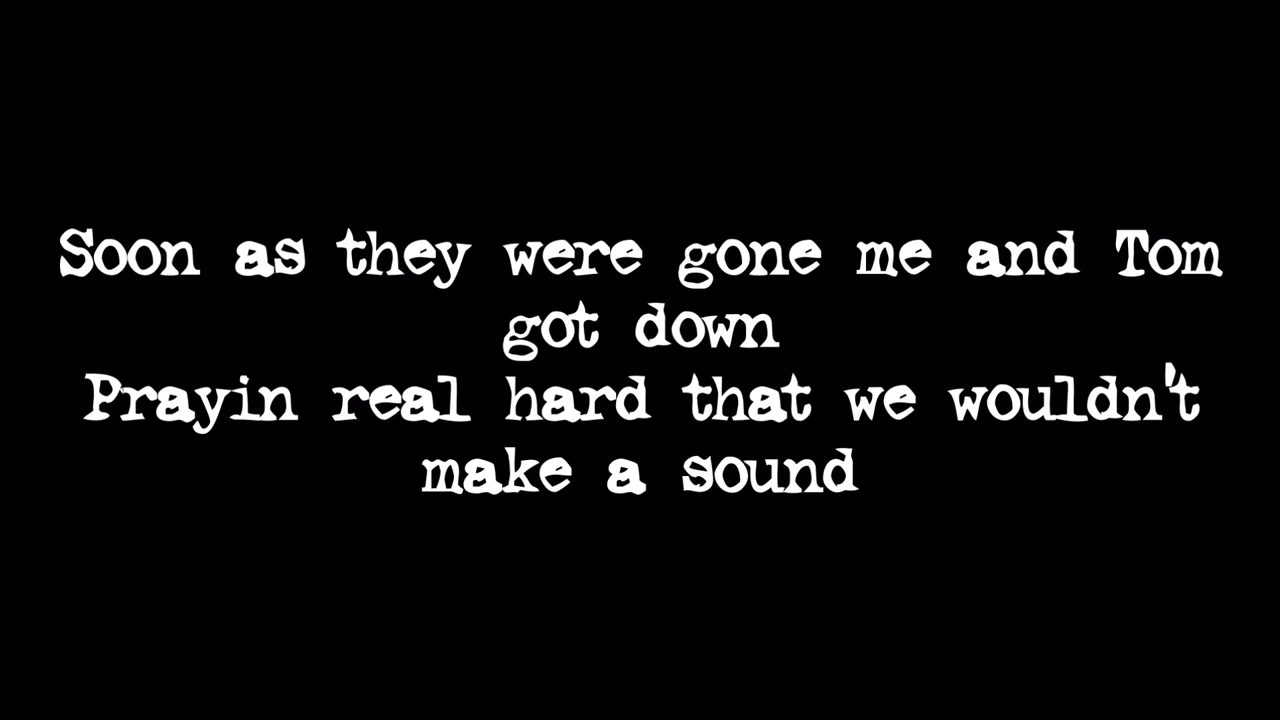 Soon as they were gone me and Tom
got down
Prayin real hard that we wouldn't
make a sound